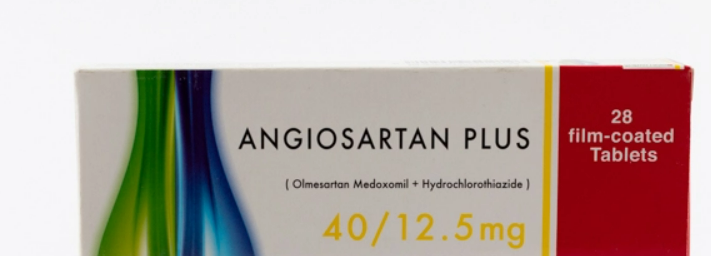 ANGIOSARTAN PLUS
( Olmesartan Medoxomil + Hydrochlorothiazide )
40/12.5mg
28
film-coated
Tablets